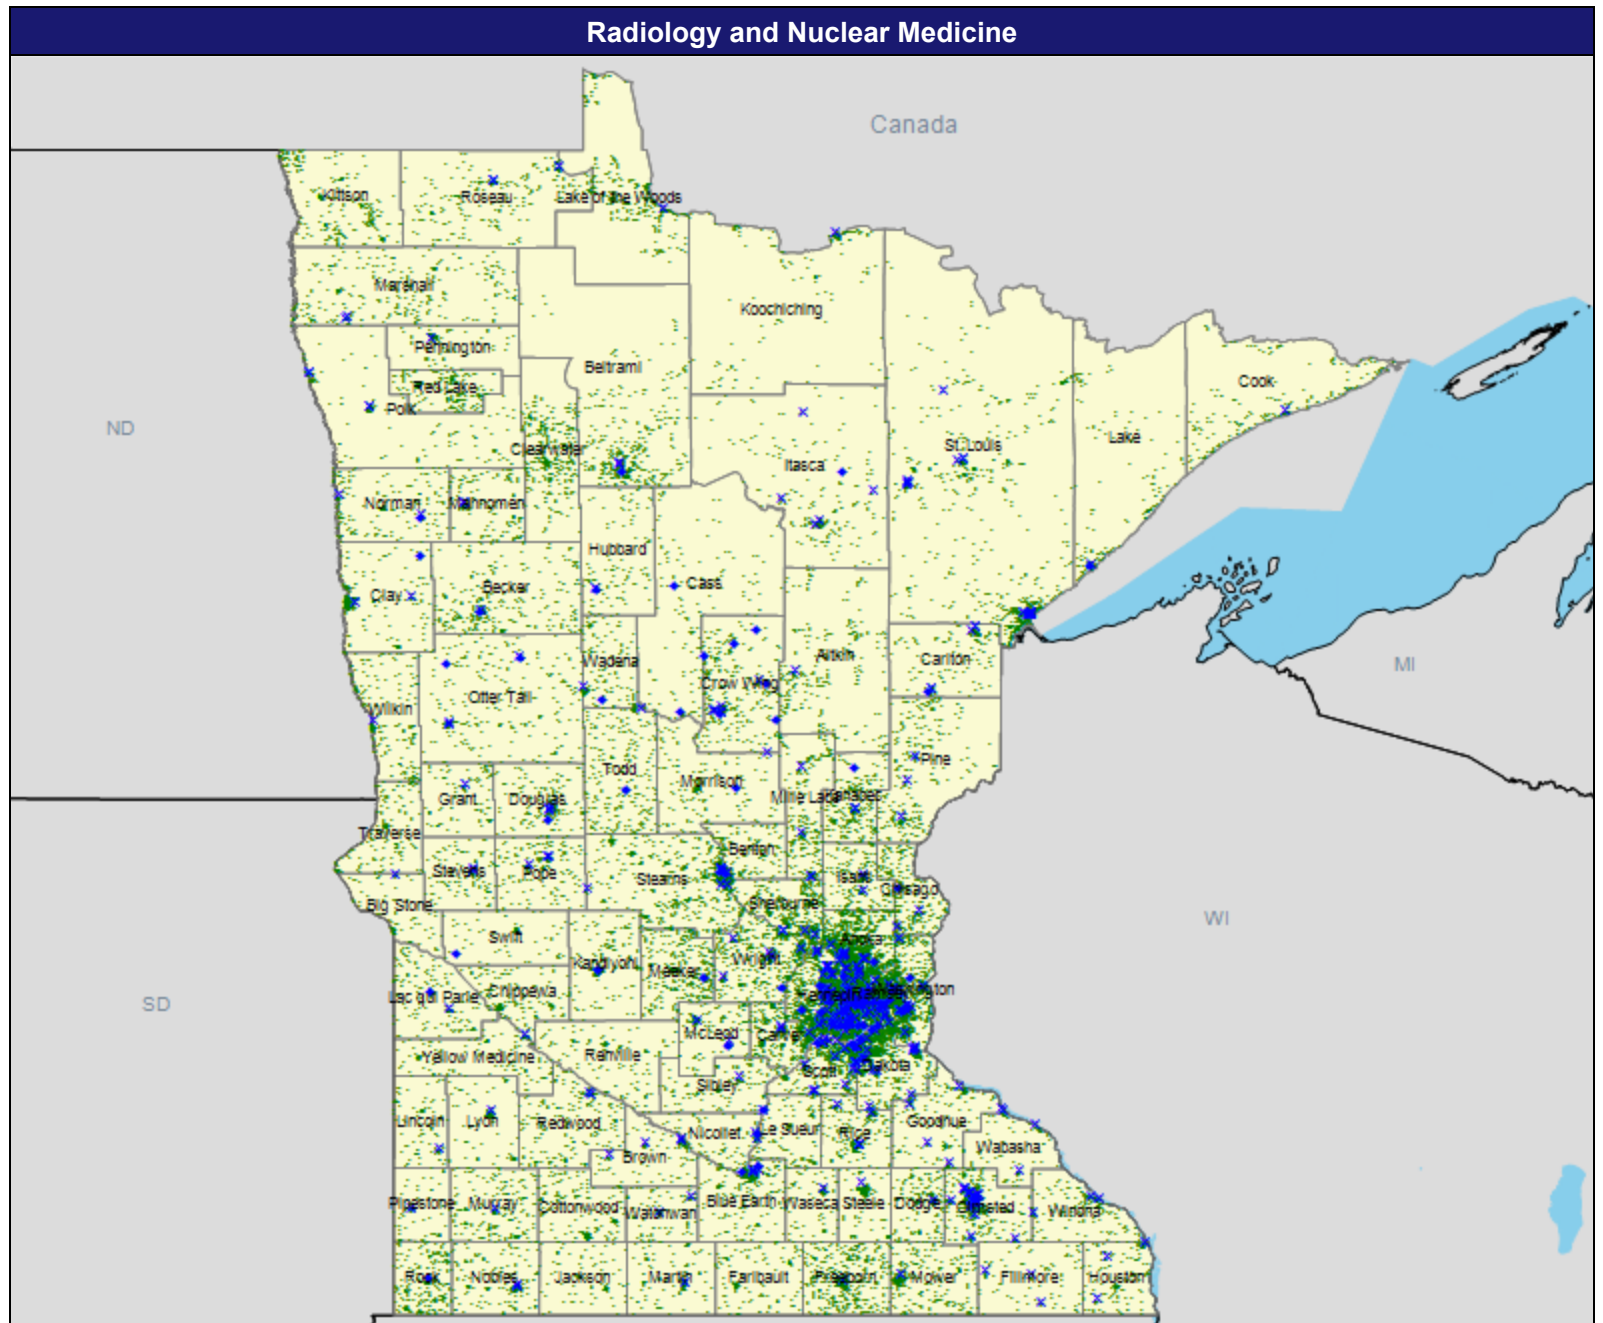 Radiology and Nuclear Medicine
Canada
Kittson
Roseau
Lake of the Woods
Marshall
Koochiching
Pennington
Beltrami
Red Lake
Cook
Polk
ND
Lake
St. Louis
Clearwater
Itasca
Norman
Mahnomen
Hubbard
Cass
Becker
Clay
Aitkin
Carlton
Wadena
MI
Crow Wing
Otter Tail
Wilkin
Pine
Todd
Morrison
Grant
Douglas
Mille Lacs
Kanabec
Traverse
Benton
Stevens
Pope
Stearns
Isanti
Chisago
Big Stone
Sherburne
WI
Swift
Anoka
Wright
Kandiyohi
Meeker
Chippewa
Lac qui Parle
Hennepin
Ramsey
Washington
SD
McLeod
Carver
Yellow Medicine
Renville
Scott
Dakota
Sibley
Lincoln
Lyon
Redwood
Nicollet
Le Sueur
Rice
Goodhue
Wabasha
Brown
Pipestone
Murray
Cottonwood
Watonwan
Blue Earth
Waseca
Steele
Dodge
Olmsted
Winona
Rock
Nobles
Jackson
Martin
Faribault
Freeborn
Mower
Fillmore
Houston